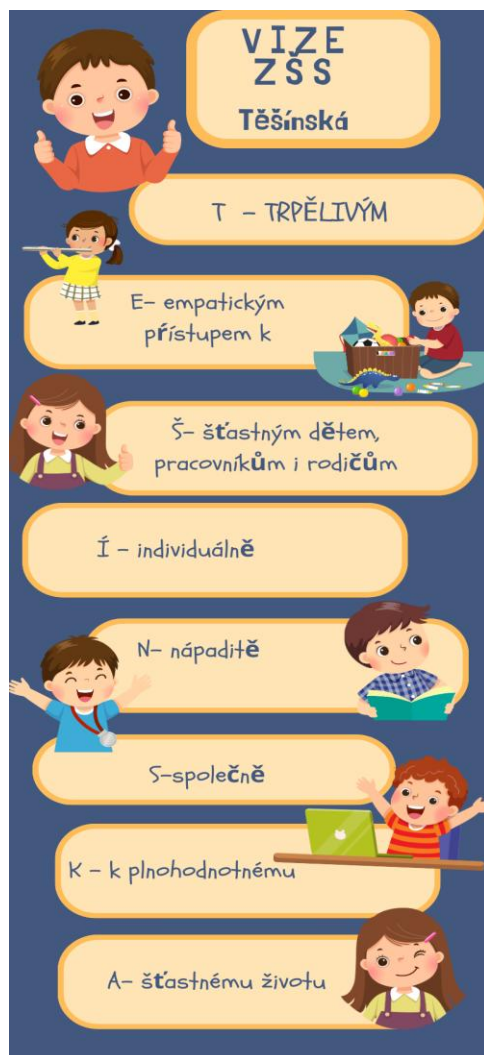 VIZE
ZŠS
Těšínská
T - TRPĚLIVÝM
E- empatickým
přístupem k
Š- šťastným dětem,
pracovníkům i rodičům
Í - individuálně
N- nápaditě
S-společně
K - k plnohodnotnému
A- šťastnému životu